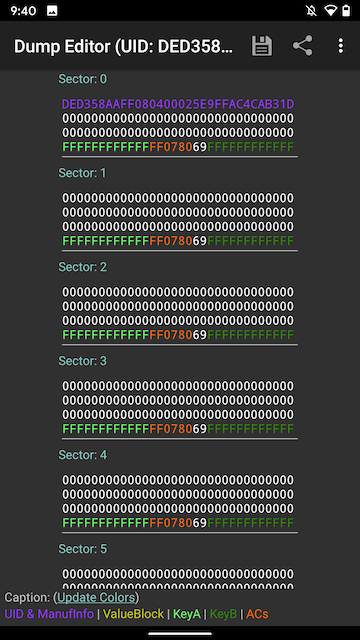 9:40
Dump Editor (UID: DED358...
Sector: 0
DED358AAFF080400025E9FFAC4CAB31D
00000000000000000000000000000000
00000000000000000000000000000000
FFFFFFFFFFFFFF078069FFFFFFFFFFFF
Sector: 1
00000000000000000000000000000000
00000000000000000000000000000000
00000000000000000000000000000000
FFFFFFFFFFFFFF078069FFFFFFFFFFFF
Sector: 2
00000000000000000000000000000000
00000000000000000000000000000000
00000000000000000000000000000000
FFFFFFFFFFFFFF078069FFFFFFFFFFFF
Sector: 3
00000000000000000000000000000000
00000000000000000000000000000000
00000000000000000000000000000000
FFFFFFFFFFFFFF078069FFFFFFFFFFFF
Sector: 4
00000000000000000000000000000000
00000000000000000000000000000000
00000000000000000000000000000000
FFFFFFFFFFFFFF078069FFFFFFFFFFFF
Sector: 5
00000000000000000000000000000000
Caption: (Update Colors)
UID & ManufInfo | ValueBlock | KeyA | KeyB | ACs